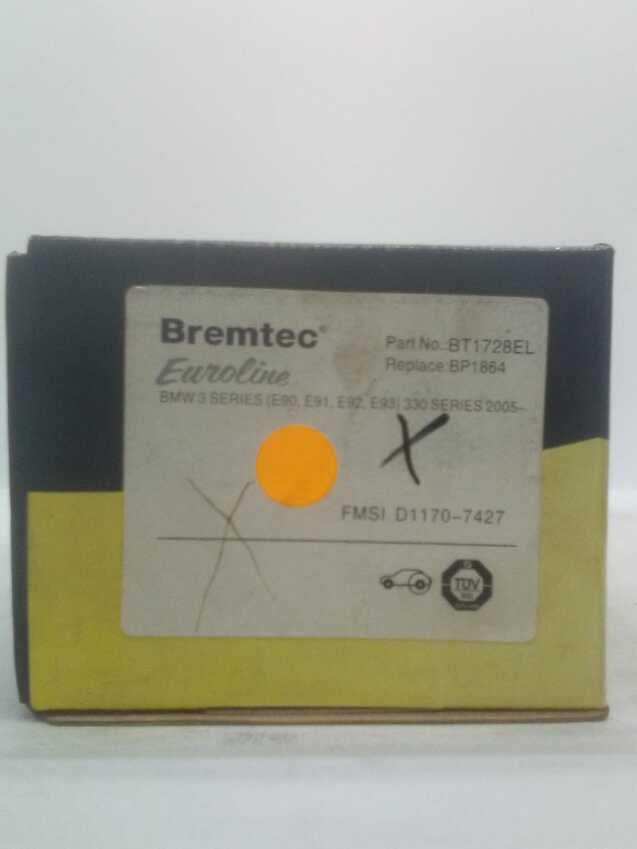 Bremtec®
Part No.:BT1728EL
Euroline
Replace:BP1864
BMW 3 SERIES (E90, E91, E92, E93) 330 SERIES 2005-
X
FMSI D1170-7427
TÜV